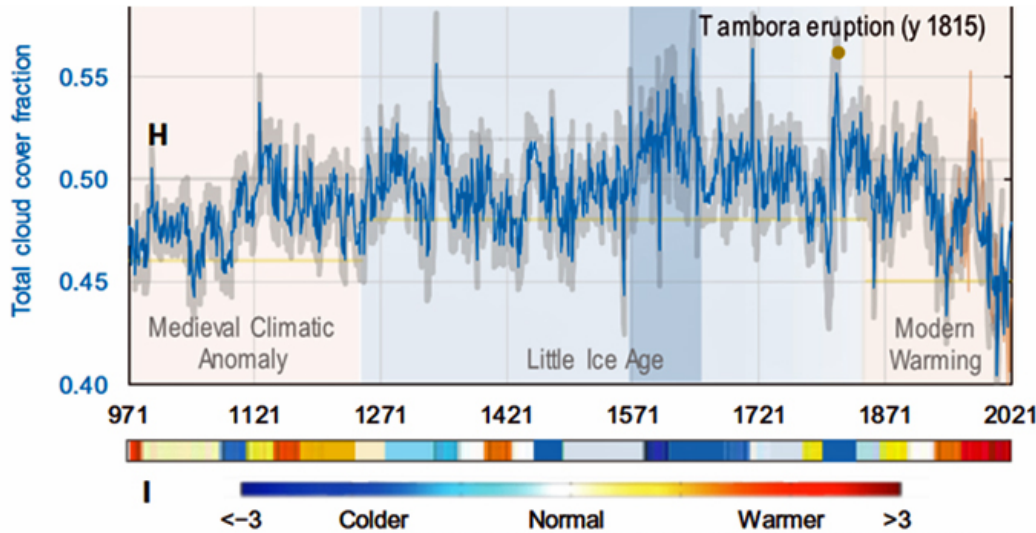 Tambora eruption (y 1815)
Total cloud cover fraction
0.55
0.50
0.45
0.40
H
Medieval Climatic
Anomaly
Little Ice Age
Modern
Warming
971 1121 1271 1421 1571 1721 1871 2021
I
<−3 Colder Normal Warmer >3